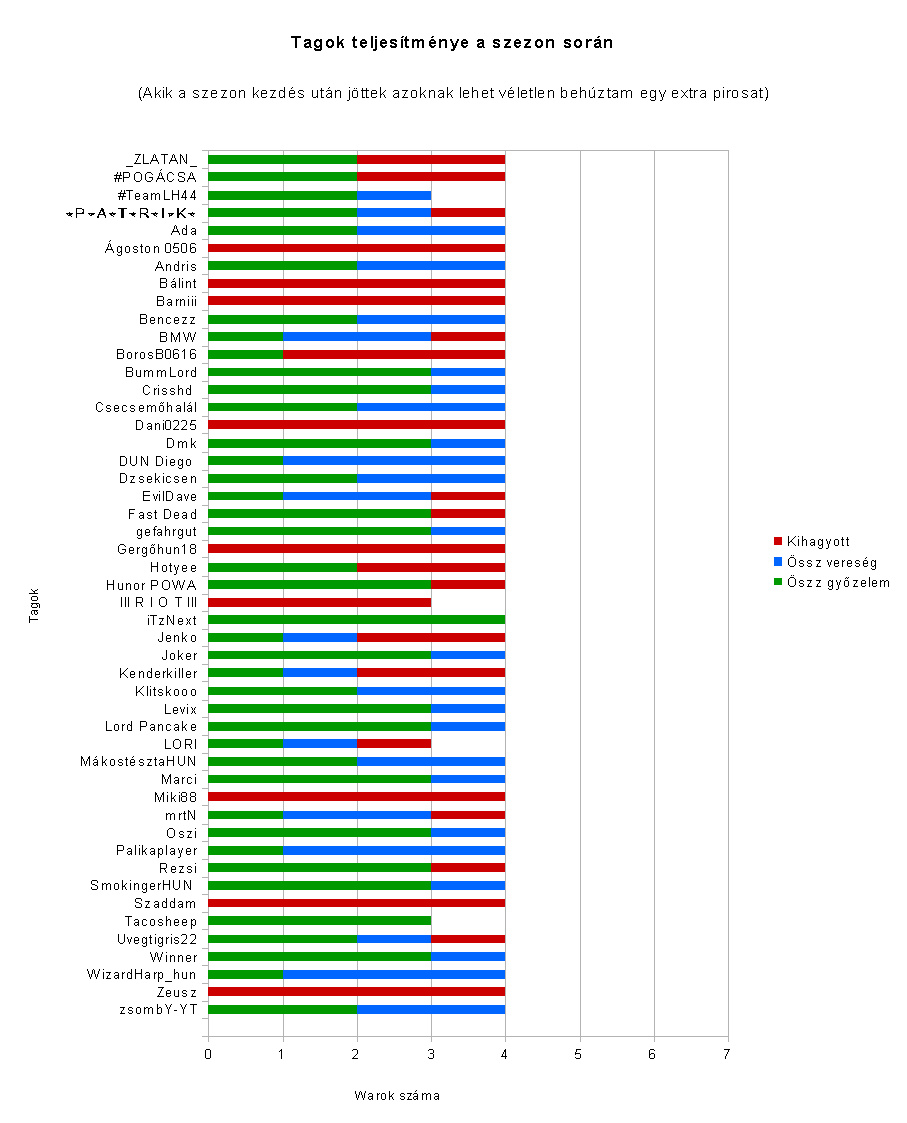 Tagok teljesítménye a szezon során
(Akik a szezon kezdés után jöttek azoknak lehet véletlen behúztam egy extra pirosat)
_ZLATAN_
#POGÁCSA
#TeamLH44
★P★A★T★R★I★K★
Ada
Ágoston 0506
Andris
Bálint
Barniii
Bencezz
BMW
BorosB0616
BummLord
Crisshd
Csecsemőhalál
Dani0225
Dmk
DUN Diego
Dzsekicsen
EvilDave
Fast Dead
gefahrgut
Gergőhun18
Hotyee
Hunor POWA
III R I O T III
iTzNext
Jenko
Joker
Kenderkiller
Klitskooo
Levix
Lord Pancake
LORI
MákostésztaHUN
Marci
Miki88
mrtN
Oszi
Palikaplayer
Rezsi
SmokingerHUN
Szaddam
Tacosheep
Uvegtigris22
Winner
WizardHarp_hun
Zeusz
zsombY-YT
Tagok
0 1 2 3 4 5 6 7
Warok száma
Kihagyott
Össz vereség
Öszz győzelem